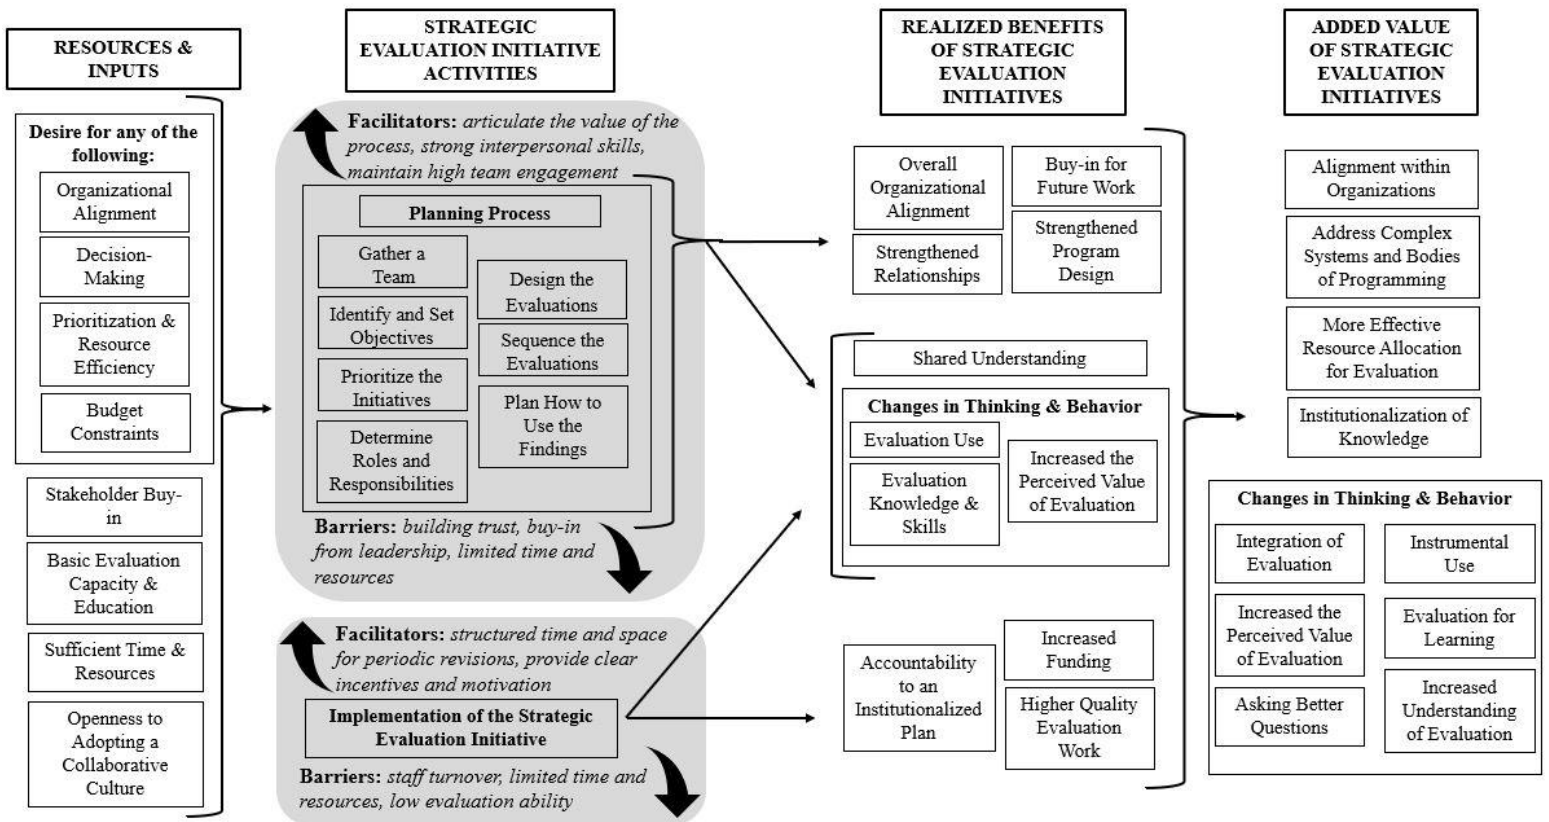 RESOURCES &
INPUTS
Desire for any of the
following:
Organizational
Alignment
Decision-
Making
Prioritization &
Resource
Efficiency
Budget
Constraints
Stakeholder Buy-
in
Basic Evaluation
Capacity &
Education
Sufficient Time &
Resources
Openness to
Adopting a
Collaborative
Culture
STRATEGIC
EVALUATION INITIATIVE
ACTIVITIES
Facilitators: articulate the value of the
process, strong interpersonal skills,
maintain high team engagement
Planning Process
Gather a
Team
Identify and Set
Objectives
Prioritize the
Initiatives
Determine
Roles and
Responsibilities
Design the
Evaluations
Sequence the
Evaluations
Plan How to
Use the
Findings
Barriers: building trust, buy-in
from leadership, limited time and
resources
Facilitators: structured time and space
for periodic revisions, provide clear
incentives and motivation
Implementation of the Strategic
Evaluation Initiative
Barriers: staff turnover, limited time and
resources, low evaluation ability
REALIZED BENEFITS
OF STRATEGIC
EVALUATION
INITIATIVES
Overall
Organizational
Alignment
Strengthened
Relationships
Buy-in for
Future Work
Strengthened
Program
Design
Shared Understanding
Changes in Thinking & Behavior
Evaluation Use
Evaluation
Knowledge &
Skills
Increased the
Perceived Value
of Evaluation
Accountability
to an
Institutionalized
Plan
Increased
Funding
Higher Quality
Evaluation
Work
ADDED VALUE
OF STRATEGIC
EVALUATION
INITIATIVES
Alignment within
Organizations
Address Complex
Systems and Bodies
of Programming
More Effective
Resource Allocation
for Evaluation
Institutionalization of
Knowledge
Changes in Thinking & Behavior
Integration of
Evaluation
Increased the
Perceived Value
of Evaluation
Asking Better
Questions
Instrumental
Use
Evaluation for
Learning
Increased
Understanding
of Evaluation